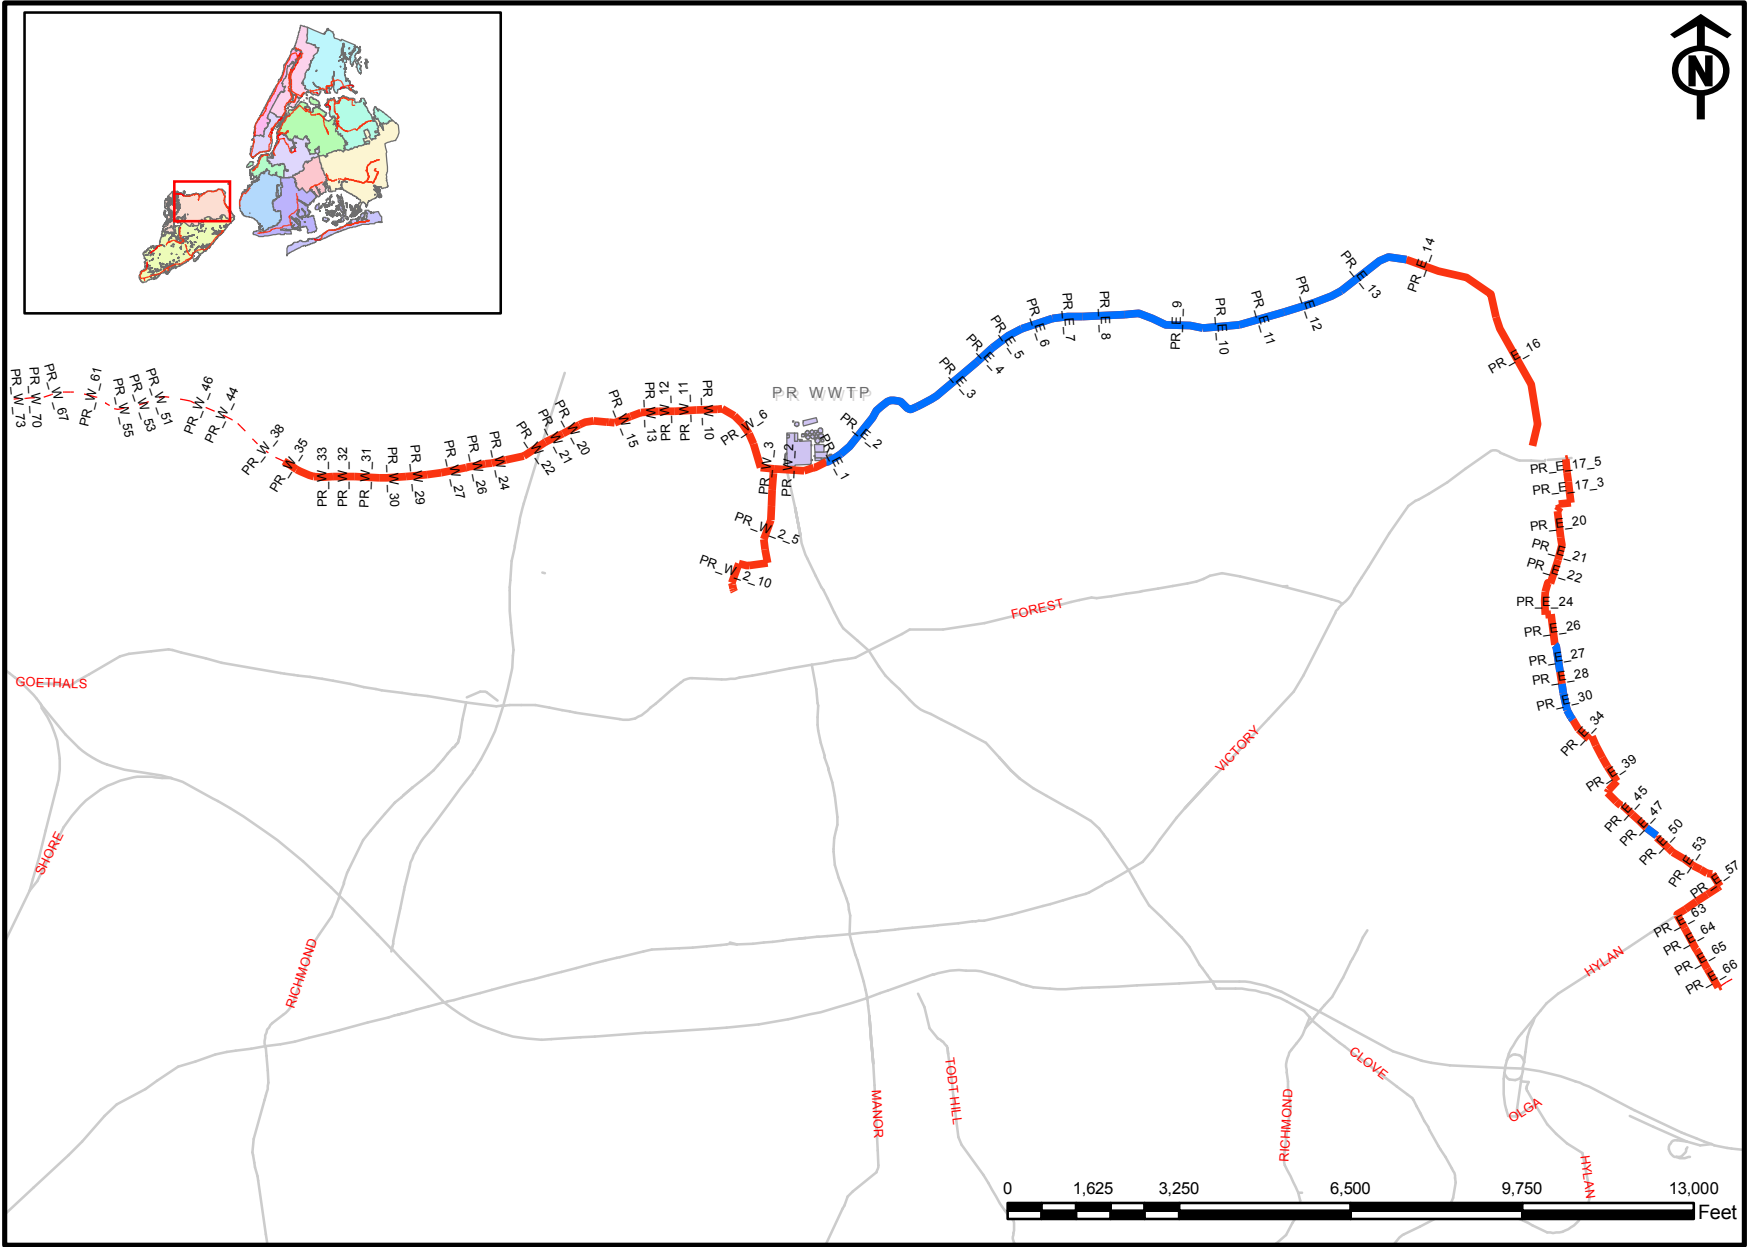 N
PR_E_14
PR_E_13
PR_E_12
PR_E_11
PR_E_10
PR_E_9
PR_E_8
PR_E_7
PR_E_6
PR_E_5
PR_E_4
PR_E_3
PR_E_2
PR_E_1
PR_E_16
PR WWTP
PR_W_73
PR_W_70
PR_W_67
PR_W_61
PR_W_55
PR_W_53
PR_W_51
PR_W_46
PR_W_44
PR_W_38
PR_W_35
PR_W_33
PR_W_32
PR_W_31
PR_W_30
PR_W_29
PR_W_27
PR_W_26
PR_W_24
PR_W_22
PR_W_21
PR_W_20
PR_W_15
PR_W_13
PR_W_12
PR_W_11
PR_W_10
PR_W_6
PR_W_3
PR_W_2
PR_W_2_5
PR_W_2_10
PR_E_17_5
PR_E_17_3
PR_E_20
PR_E_21
PR_E_22
PR_E_24
PR_E_26
PR_E_27
PR_E_28
PR_E_30
PR_E_34
PR_E_39
PR_E_45
PR_E_47
PR_E_50
PR_E_53
PR_E_57
PR_E_63
PR_E_64
PR_E_65
PR_E_66
FOREST
GOETHALS
VICTORY
SHORE
RICHMOND
HYLAN
CLOVE
TODT HILL
MANOR
RICHMOND
OLGA
HYLAN
0 1,625 3,250 6,500 9,750 13,000
Feet